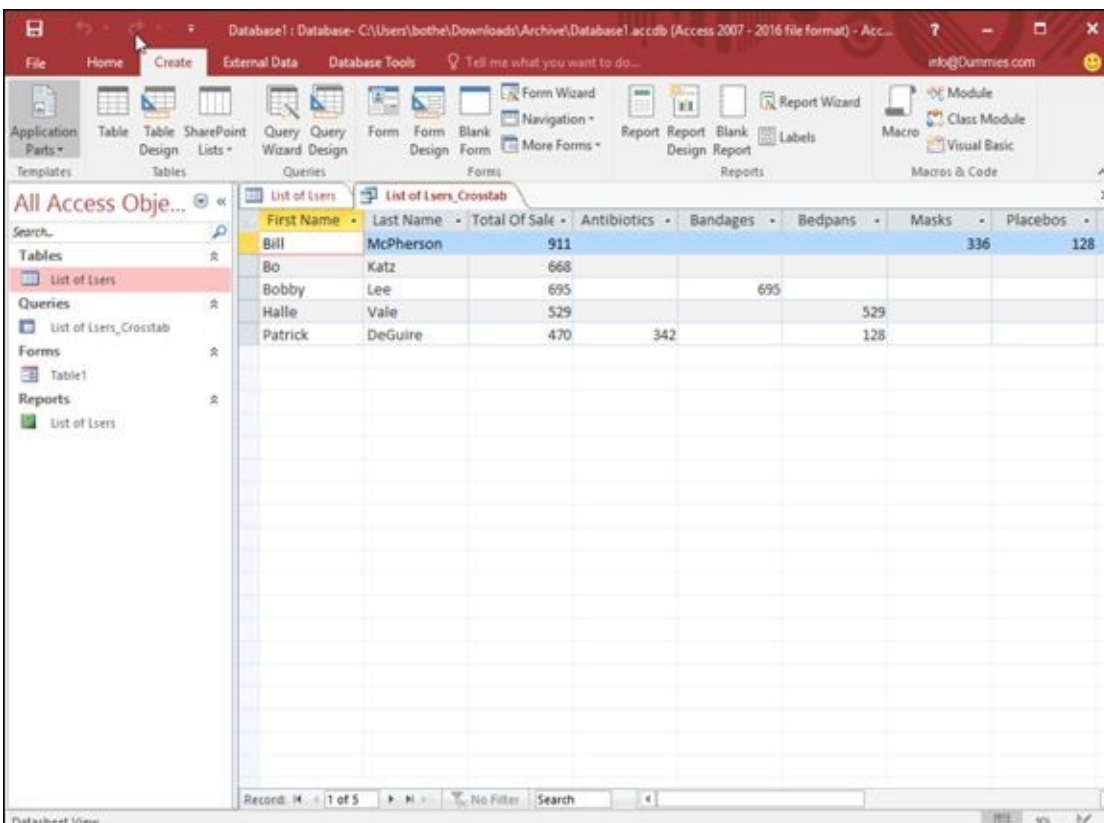 Database1 : Database- C:\Users\bothe\Downloads\Archive\Database1.accdb (Access 2007 - 2016 file format) - Acc... ?
File Home Create External Data Database Tools Tell me what you want to do... info@Dummies.com
Application Parts
Table
Table Design
SharePoint Lists
Templates
Tables
Query Wizard
Query Design
Queries
Form
Form Design
Blank Form
Form Wizard
Navigation
More Forms
Forms
Report
Report Design
Blank Report
Report Wizard
Labels
Reports
Macro
Module
Class Module
Visual Basic
Macros & Code
All Access Obje...
Search...
Tables
List of Lsers
Queries
List of Lsers_Crosstab
Forms
Table1
Reports
List of Lsers
List of Lsers List of Lsers_Crosstab
First Name Last Name Total Of Sale Antibiotics Bandages Bedpans Masks Placebos
Bill McPherson 911 336 128
Bo Katz 668
Bobby Lee 695 695
Halle Vale 529 529
Patrick DeGuire 470 342 128
Record: 1 of 5 No Filter Search
Datasheet View